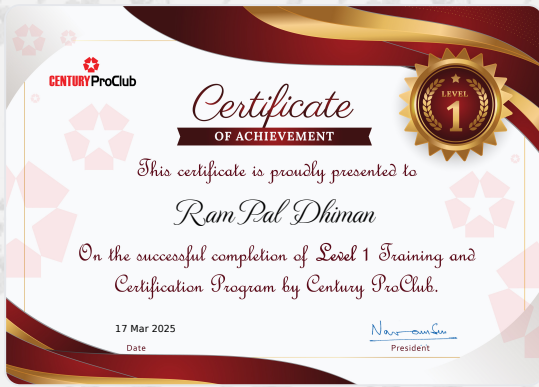 CENTURY ProClub
Certificate
OF ACHIEVEMENT
LEVEL
1
This certificate is proudly presented to
Ram Pal Dhiman
On the successful completion of Level 1 Training and
Certification Program by Century ProClub.
17 Mar 2025
Date
President